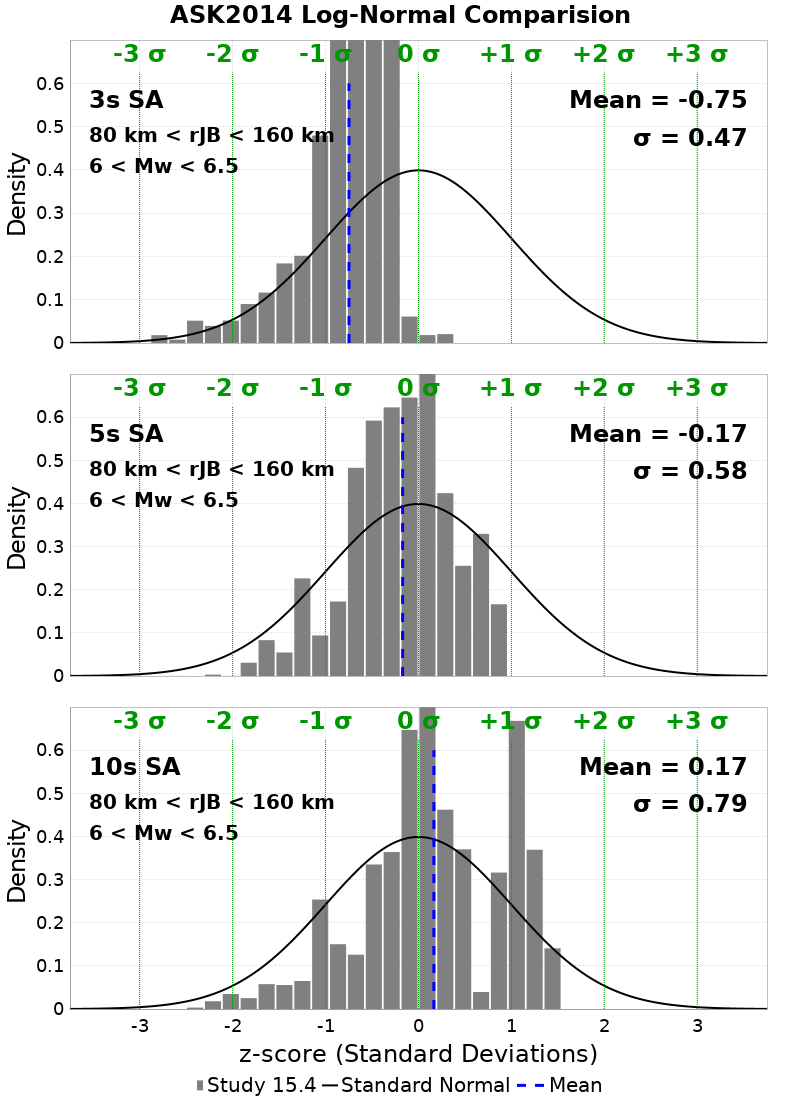 ASK2014 Log-Normal Comparision
-3 σ -2 σ -1 σ 0 σ +1 σ +2 σ +3 σ
3s SA
80 km < rJB < 160 km
6 < Mw < 6.5
Mean = -0.75
σ = 0.47
Density
0.6
0.5
0.4
0.3
0.2
0.1
0
-3 σ -2 σ -1 σ 0 σ +1 σ +2 σ +3 σ
5s SA
80 km < rJB < 160 km
6 < Mw < 6.5
Mean = -0.17
σ = 0.58
Density
0.6
0.5
0.4
0.3
0.2
0.1
0
-3 σ -2 σ -1 σ 0 σ +1 σ +2 σ +3 σ
10s SA
80 km < rJB < 160 km
6 < Mw < 6.5
Mean = 0.17
σ = 0.79
Density
0.6
0.5
0.4
0.3
0.2
0.1
0
-3 -2 -1 0 1 2 3
z-score (Standard Deviations)
Study 15.4 Standard Normal Mean